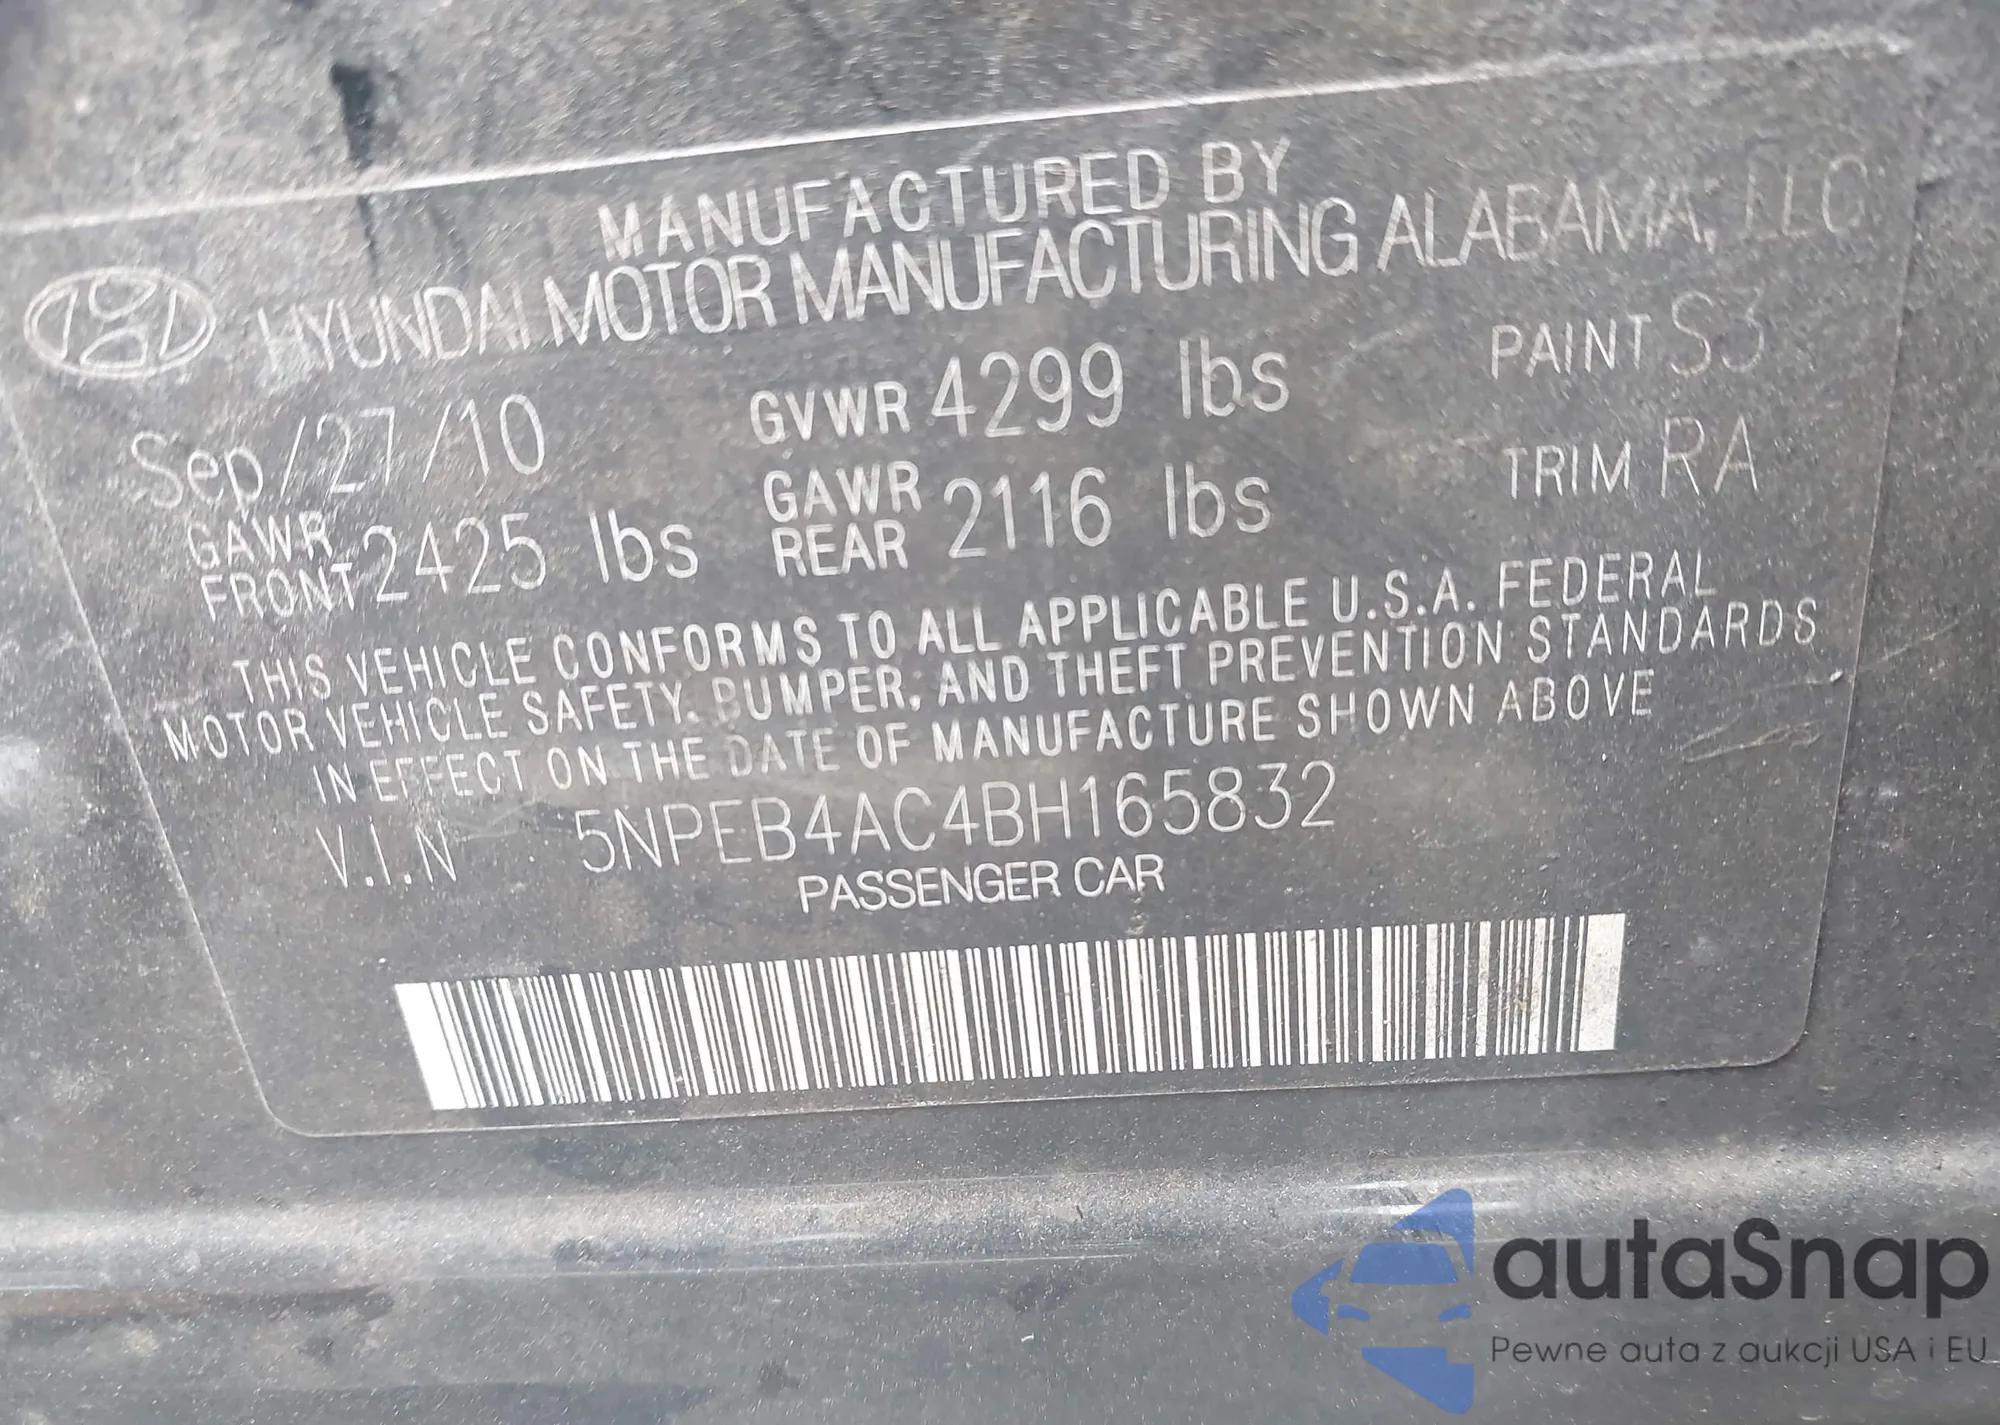 MANUFACTURED BY
HYUNDAI MOTOR MANUFACTURING ALABAMA, LLC
Sep/27/10 GVWR 4299 lbs PAINT S3
GAWR FRONT 2425 lbs GAWR REAR 2116 lbs TRIM RA
THIS VEHICLE CONFORMS TO ALL APPLICABLE U.S.A. FEDERAL
MOTOR VEHICLE SAFETY, BUMPER, AND THEFT PREVENTION STANDARDS
IN EFFECT ON THE DATE OF MANUFACTURE SHOWN ABOVE
V.I.N 5NPEB4AC4BH165832
PASSENGER CAR
autaSnap
Pewne auta z aukcji USA i EU